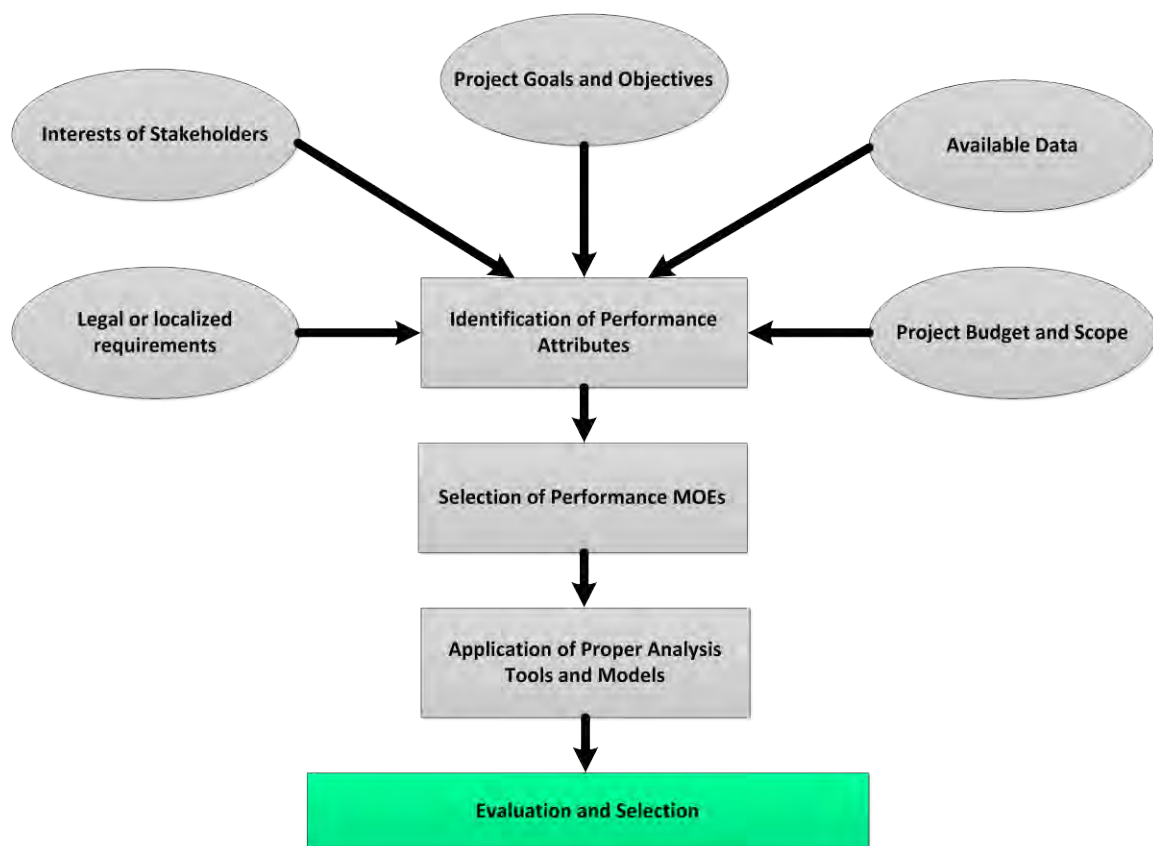 Project Goals and Objectives
Interests of Stakeholders
Available Data
Legal or localized
requirements
Identification of Performance
Attributes
Project Budget and Scope
Selection of Performance MOEs
Application of Proper Analysis
Tools and Models
Evaluation and Selection